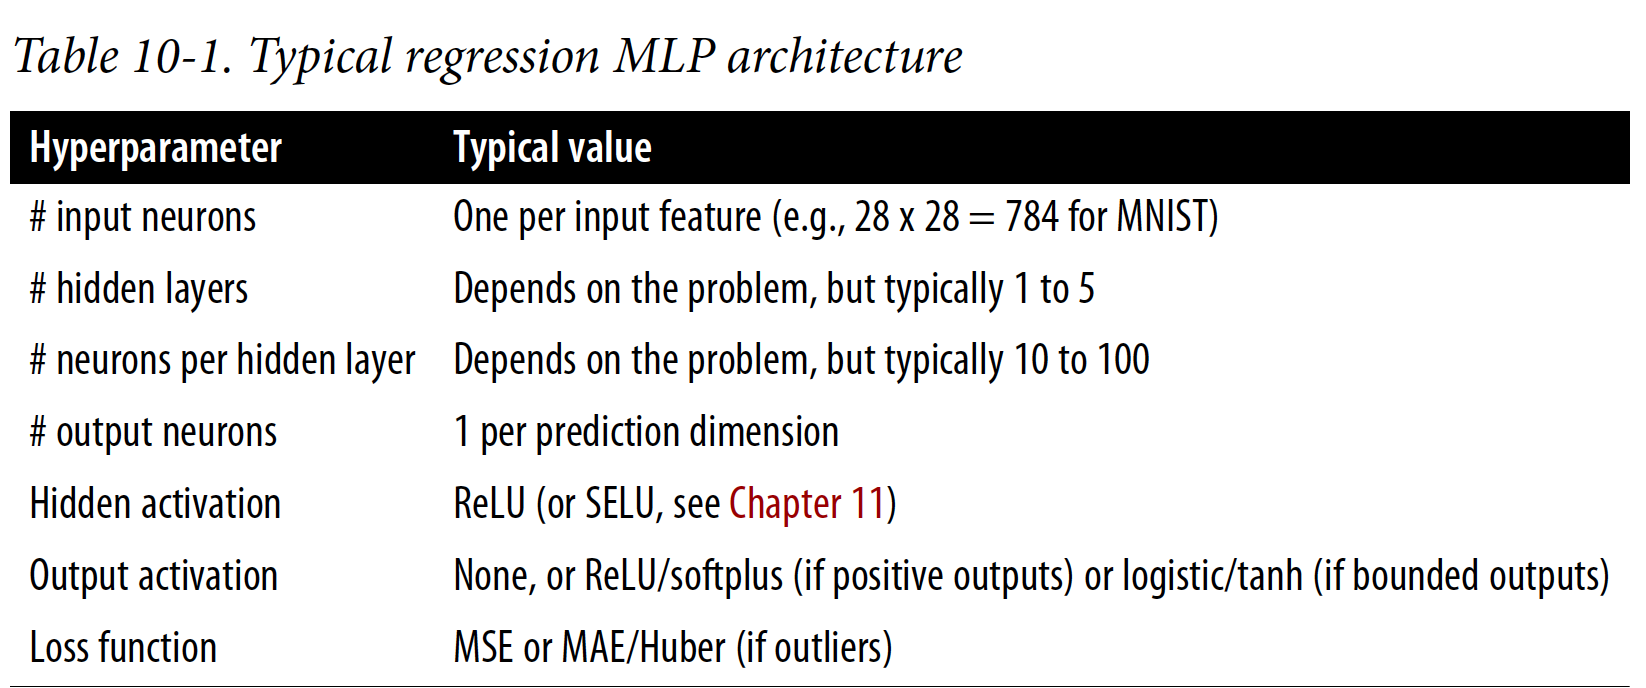 Table 10-1. Typical regression MLP architecture
Hyperparameter Typical value
# input neurons One per input feature (e.g., 28 x 28 = 784 for MNIST)
# hidden layers Depends on the problem, but typically 1 to 5
# neurons per hidden layer Depends on the problem, but typically 10 to 100
# output neurons 1 per prediction dimension
Hidden activation ReLU (or SELU, see Chapter 11)
Output activation None, or ReLU/softplus (if positive outputs) or logistic/tanh (if bounded outputs)
Loss function MSE or MAE/Huber (if outliers)